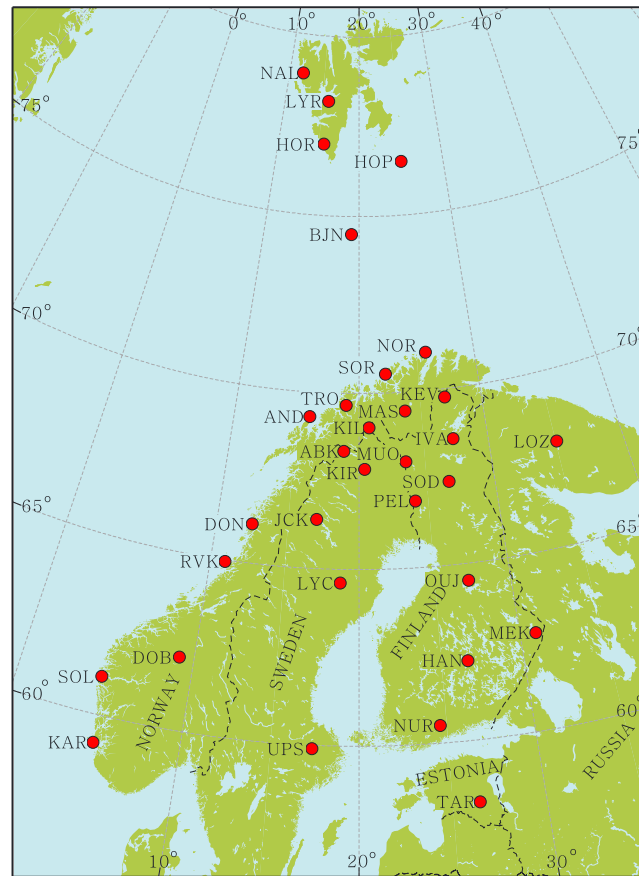 0° 10° 20° 30° 40°
NAL
75°
LYR
75°
HOR
HOP
BJN
70°
70°
NOR
SOR
KEV
TRO
MAS
AND
KIL
IVA
LOZ
ABK
MUO
KIR
SOD
PEL
65°
DON
JCK
RVK
LYC
OUJ
FINLAND
SWEDEN
MEK
DOB
HAN
SOL
60°
NORWAY
60°
NUR
RUSSIA
KAR
UPS
ESTONIA
TAR
10° 20° 30°